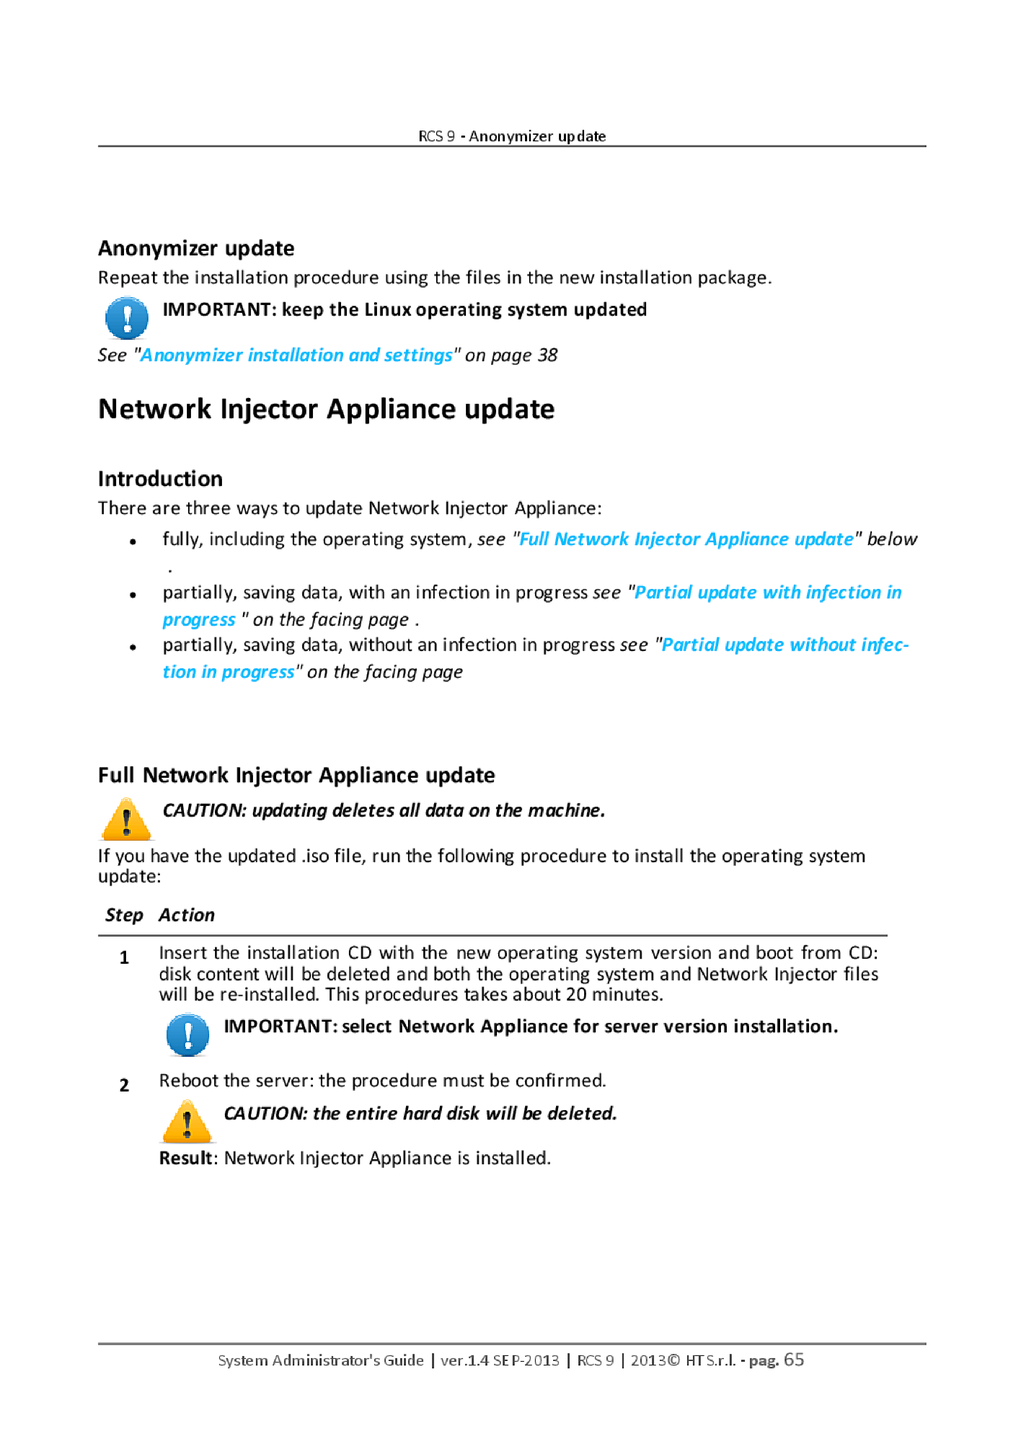 RCS 9 - Anonymizer update
Anonymizer update
Repeat the installation procedure using the files in the new installation package.
IMPORTANT: keep the Linux operating system updated
See "Anonymizer installation and settings" on page 38
Network Injector Appliance update
Introduction
There are three ways to update Network Injector Appliance:
• fully, including the operating system, see "Full Network Injector Appliance update" below
.
• partially, saving data, with an infection in progress see "Partial update with infection in
progress " on the facing page .
• partially, saving data, without an infection in progress see "Partial update without infec-
tion in progress" on the facing page
Full Network Injector Appliance update
CAUTION: updating deletes all data on the machine.
If you have the updated .iso file, run the following procedure to install the operating system
update:
Step Action
1 Insert the installation CD with the new operating system version and boot from CD:
disk content will be deleted and both the operating system and Network Injector files
will be re-installed. This procedures takes about 20 minutes.
IMPORTANT: select Network Appliance for server version installation.
2 Reboot the server: the procedure must be confirmed.
CAUTION: the entire hard disk will be deleted.
Result: Network Injector Appliance is installed.
System Administrator's Guide | ver.1.4 SEP-2013 | RCS 9 | 2013© HT S.r.l. - pag. 65